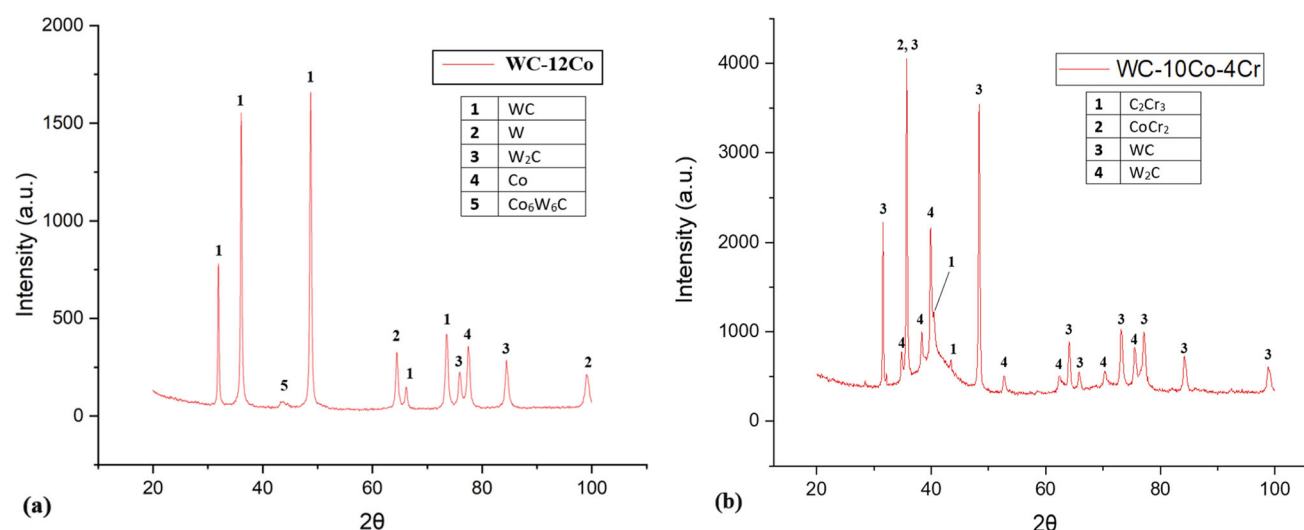 2000
1500
1000
500
0
Intensity (a.u.)
WC-12Co
1 WC
2 W
3 W₂C
4 Co
5 Co₆W₆C
1
1
1
5
2
1
1
3
4
3
2
20 40 60 80 100
2θ
(a)
4000
3000
2000
1000
0
Intensity (a.u.)
WC-10Co-4Cr
1 C₂Cr₃
2 CoCr₂
3 WC
4 W₂C
2, 3
3
3
4
1
4
4
1
4
4
3
3
4
3
4
3
3
3
20 40 60 80 100
2θ
(b)